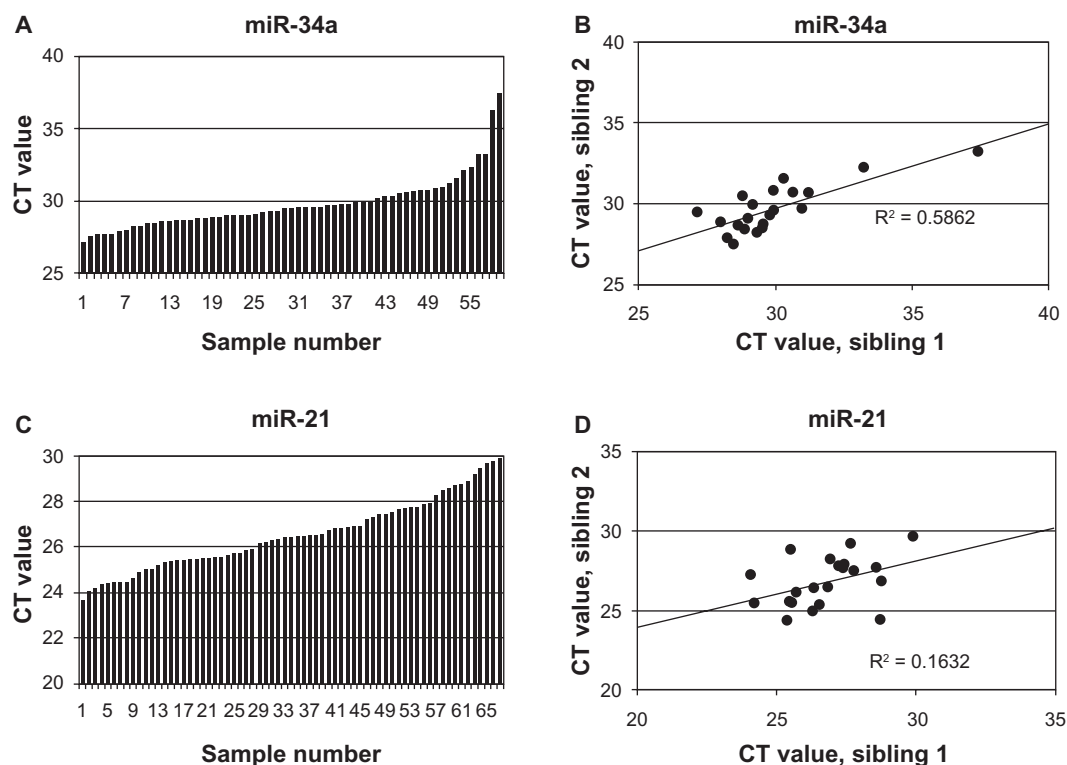 A
miR-34a
CT value
40
35
30
25
1 7 13 19 25 31 37 43 49 55
Sample number
B
miR-34a
CT value, sibling 2
40
35
30
25
R² = 0.5862
25 30 35 40
CT value, sibling 1
C
miR-21
CT value
30
28
26
24
22
20
1 5 9 13 17 21 25 29 33 37 41 45 49 53 57 61 65
Sample number
D
miR-21
CT value, sibling 2
35
30
25
20
R² = 0.1632
20 25 30 35
CT value, sibling 1